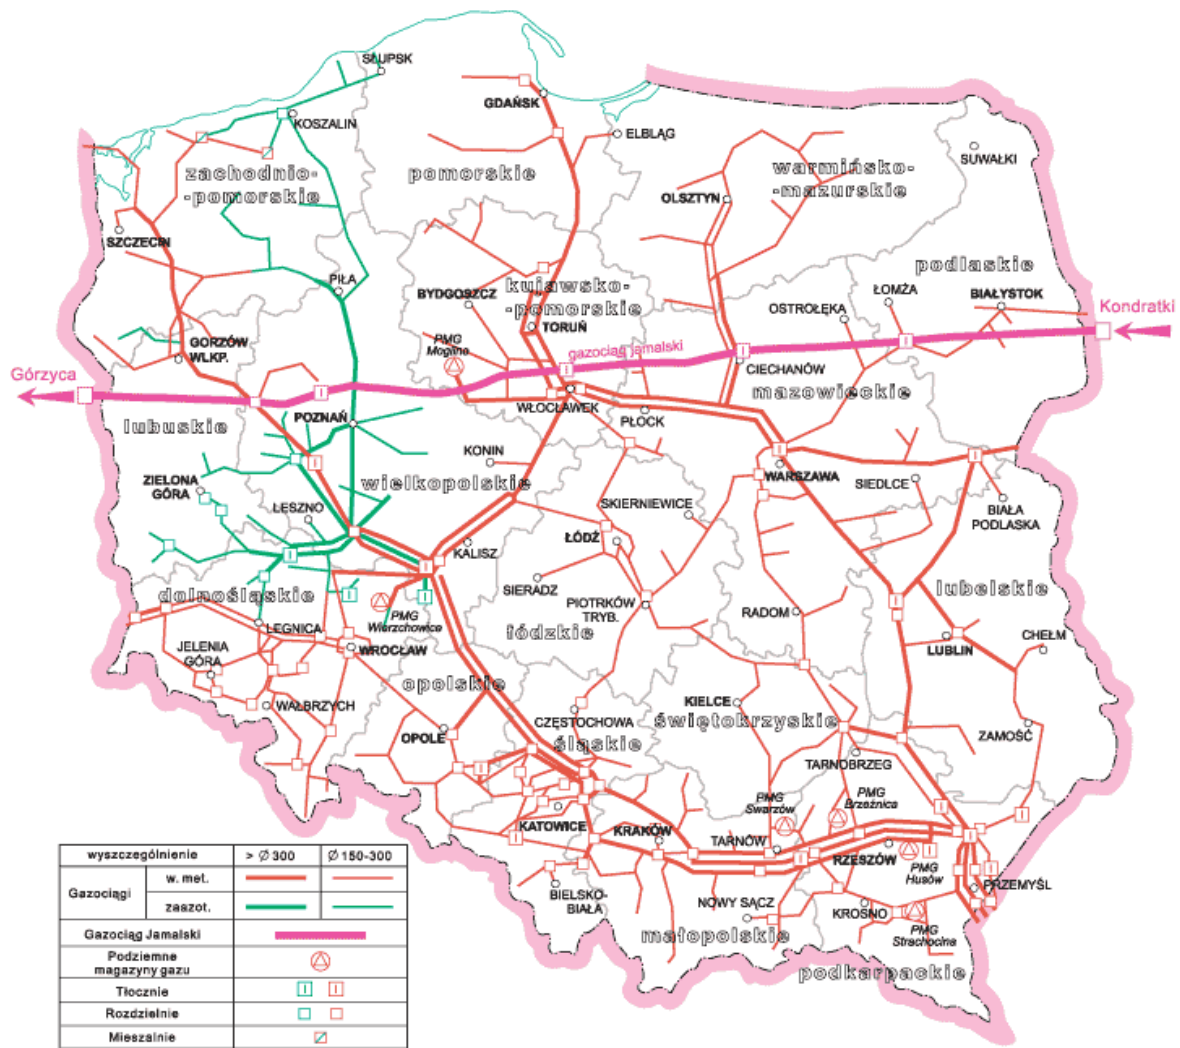 SŁUPSK
GDAŃSK
KOSZALIN
ELBLĄG
zachodnio-
-pomorskie
pomorskie
warmińsko-
-mazurskie
SUWAŁKI
OLSZTYN
SZCZECIN
PIŁA
BYDGOSZCZ
kujawsko-
-pomorskie
TORUŃ
podlaskie
ŁOMŻA
BIAŁYSTOK
OSTROŁĘKA
Kondratki
GORZÓW
WLKP.
PMG
Mogilno
gazociąg jamalski
Górzyca
CIECHANÓW
mazowieckie
WŁOCŁAWEK
PŁOCK
lubuskie
POZNAŃ
KONIN
WARSZAWA
ZIELONA
GÓRA
wielkopolskie
SIEDLCE
LESZNO
SKIERNIEWICE
BIAŁA
PODLASKA
ŁÓDŹ
KALISZ
SIERADZ
dolnośląskie
PMG
Wierzchowice
PIOTRKÓW
TRYB.
RADOM
lubelskie
łódzkie
LEGNICA
CHEŁM
JELENIA
GÓRA
WROCŁAW
LUBLIN
opolskie
WAŁBRZYCH
KIELCE
CZĘSTOCHOWA
świętokrzyskie
OPOLE
śląskie
ZAMOŚĆ
TARNOBRZEG
PMG
Swarzów
PMG
Brzeźnica
KATOWICE
KRAKÓW
TARNÓW
RZESZÓW
PMG
Husów
PRZEMYŚL
BIELSKO-
BIAŁA
NOWY SĄCZ
KROSNO
małopolskie
PMG
Strachocina
podkarpackie
wyszczególnienie > Ø 300 Ø 150-300
Gazociągi w. met.
zaszot.
Gazociąg Jamalski
Podziemne
magazyny gazu
Tłocznie
Rozdzielnie
Mieszalnie